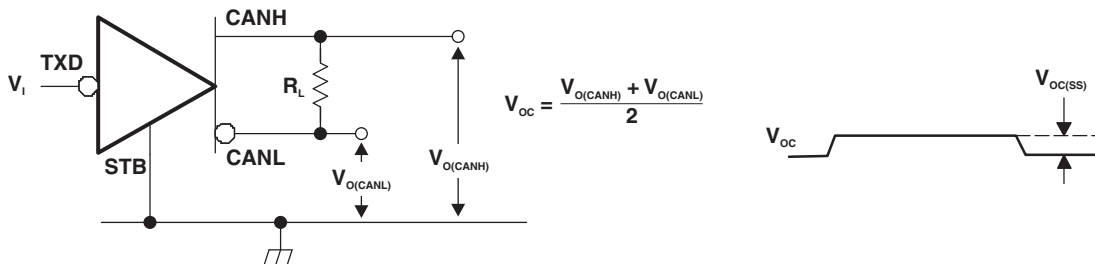 CANH
TXD
V_I
R_L
CANL
STB
V_O(CANL)
V_O(CANH)
V_OC = (V_O(CANH) + V_O(CANL)) / 2
V_OC(SS)
V_OC